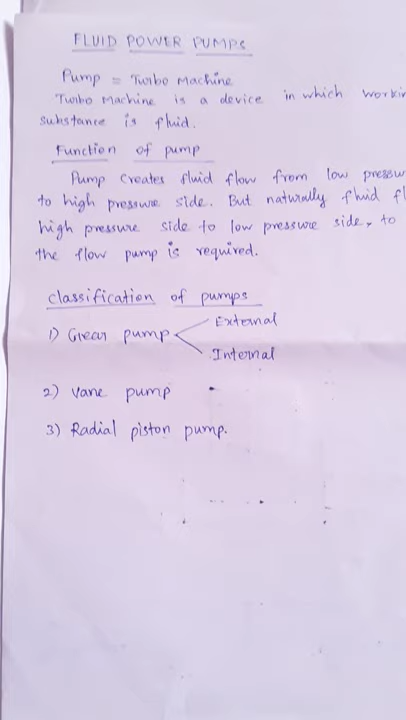 FLUID POWER PUMPS
Pump = Turbo Machine
Turbo Machine is a device in which
substance is fluid.
Function of pump
Pump creates fluid flow from low
to high pressure side. But naturally fluid
high pressure side to low pressure side, to
the flow pump is required.
Classification of pumps
1) Gear pump
External
Internal
2) Vane pump
3) Radial piston pump.